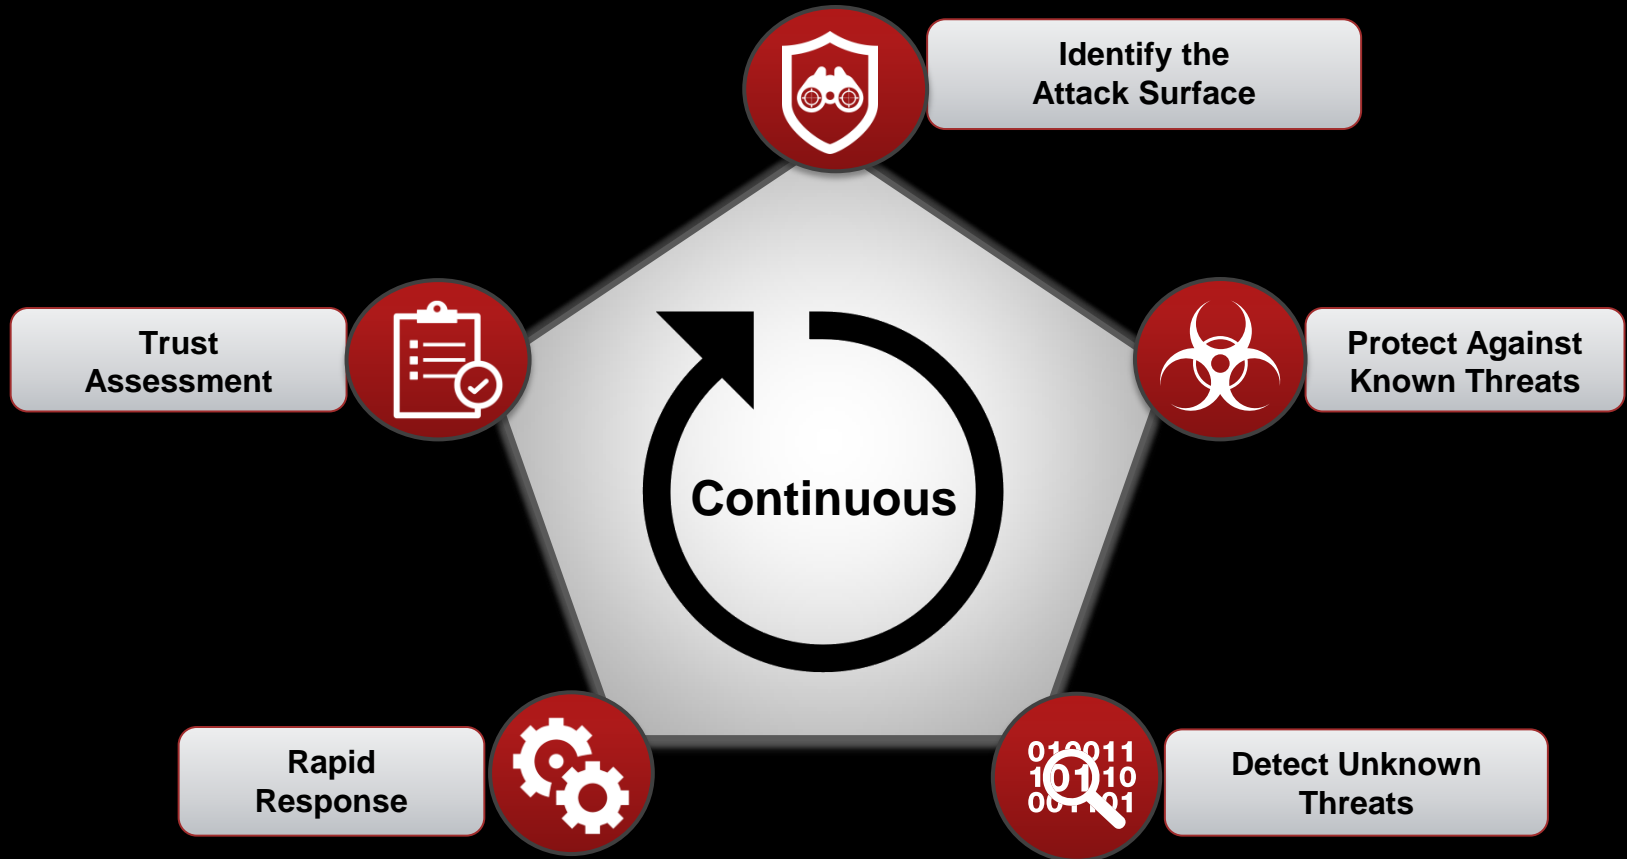 Identify the
Attack Surface
Trust
Assessment
Protect Against
Known Threats
Continuous
Rapid
Response
Detect Unknown
Threats